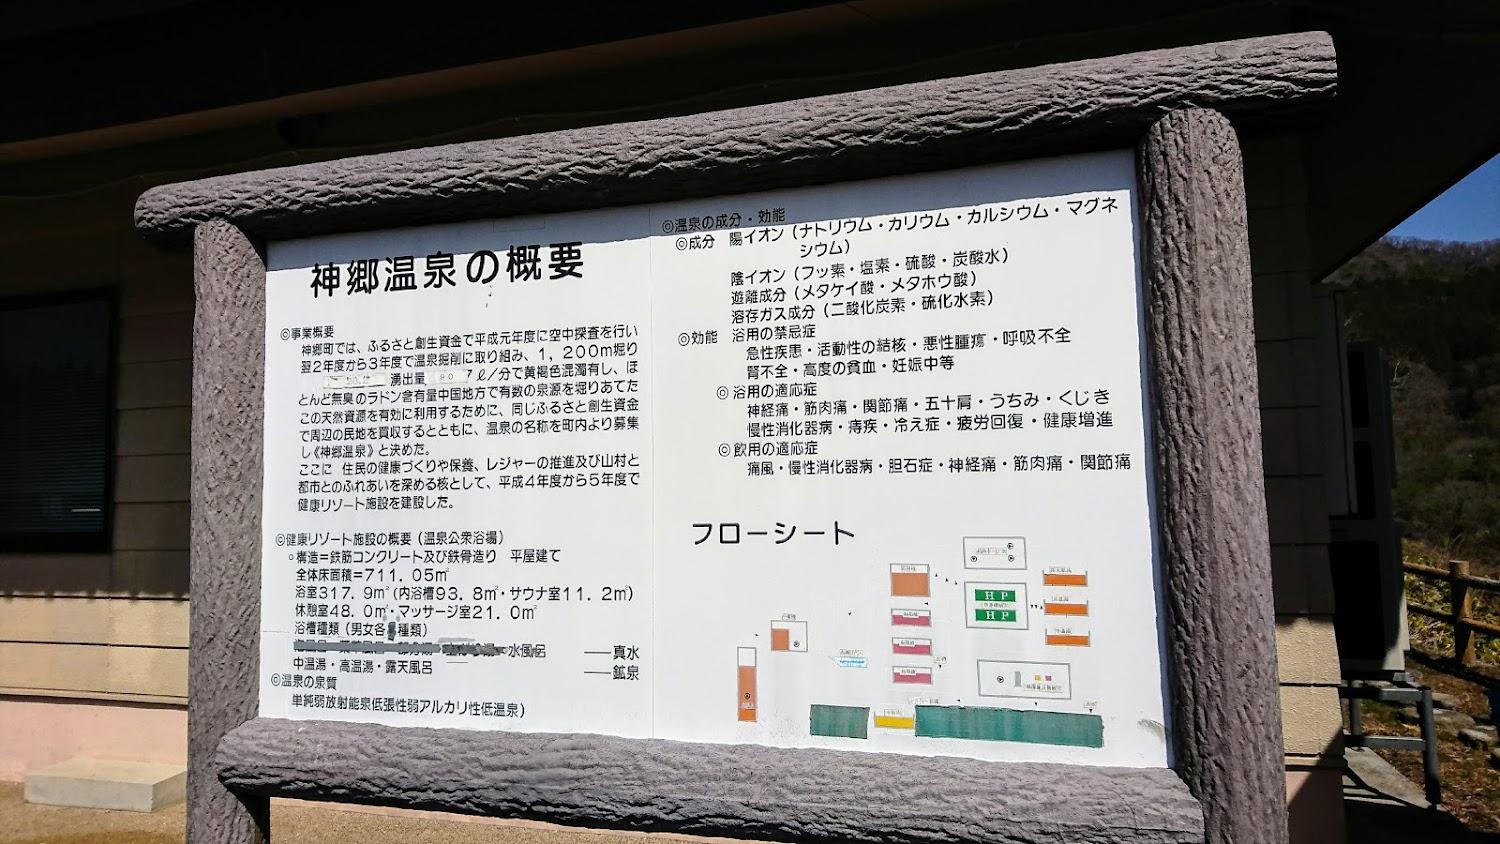 神郷温泉の概要
◎事業概要
神郷町では、ふるさと創生資金で平成元年度に空中探査を行い
翌2年度から3年度で温泉掘削に取り組み、1,200m掘り
湧出量 90.7ℓ/分で黄褐色混濁有し、ほ
とんど無臭のラドン含有量中国地方で有数の泉源を掘りあてた
この天然資源を有効に利用するために、同じふるさと創生資金
で周辺の民地を買収するとともに、温泉の名称を町内より募集
し《神郷温泉》と決めた。
ここに 住民の健康づくりや保養、レジャーの推進及び山村と
都市とのふれあいを深める核として、平成4年度から5年度で
健康リゾート施設を建設した。
◎健康リゾート施設の概要(温泉公衆浴場)
○構造=鉄筋コンクリート及び鉄骨造り 平屋建て
全体床面積=711.05㎡
浴室317.9㎡(内浴槽93.8㎡・サウナ室11.2㎡)
休憩室48.0㎡・マッサージ室21.0㎡
浴槽種類(男女各 種類)
水風呂 ――真水
中温湯・高温湯・露天風呂 ――鉱泉
◎温泉の泉質
単純弱放射能泉低張性弱アルカリ性低温泉)
◎温泉の成分・効能
◎成分 陽イオン(ナトリウム・カリウム・カルシウム・マグネ
シウム)
陰イオン(フッ素・塩素・硫酸・炭酸水)
遊離成分(メタケイ酸・メタホウ酸)
溶存ガス成分(二酸化炭素・硫化水素)
◎効能 浴用の禁忌症
急性疾患・活動性の結核・悪性腫瘍・呼吸不全
腎不全・高度の貧血・妊娠中等
◎浴用の適応症
神経痛・筋肉痛・関節痛・五十肩・うちみ・くじき
慢性消化器病・痔疾・冷え症・疲労回復・健康増進
◎飲用の適応症
痛風・慢性消化器病・胆石症・神経痛・筋肉痛・関節痛
フローシート
HP
HP